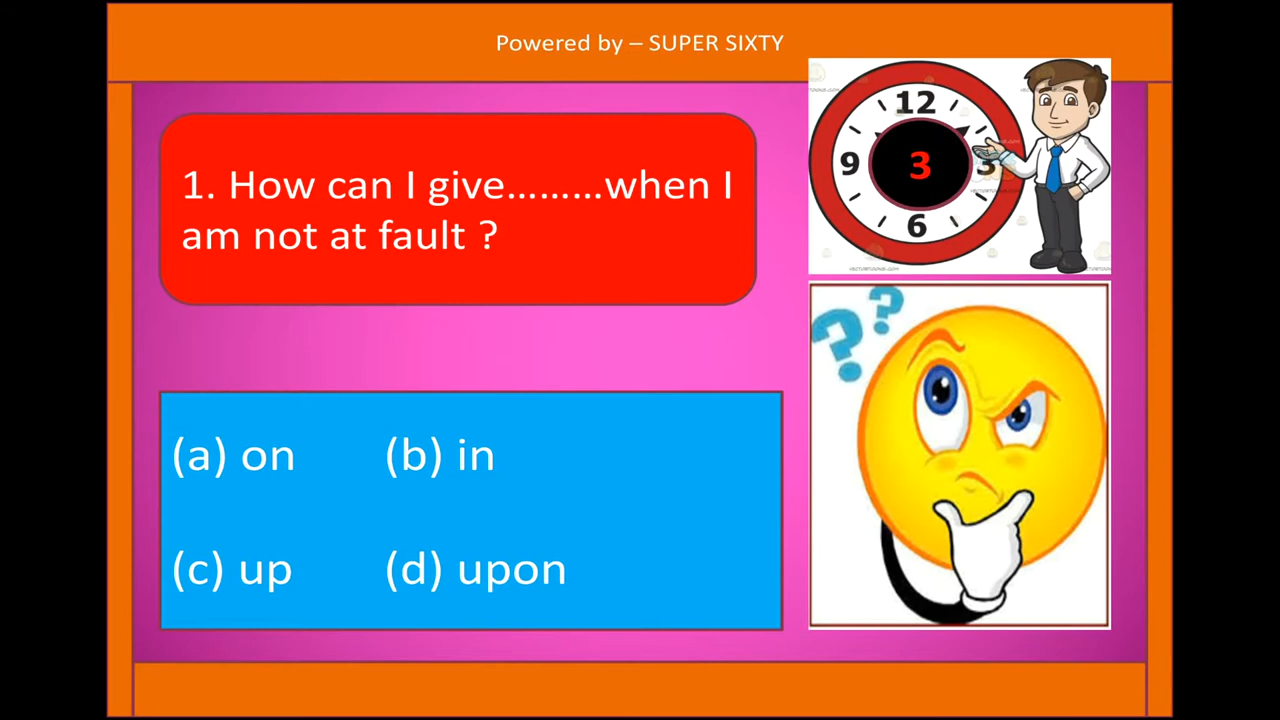 Powered by – SUPER SIXTY
1. How can I give.........when I
am not at fault ?
12
9
3
3
6
(a) on (b) in
(c) up (d) upon
? ?